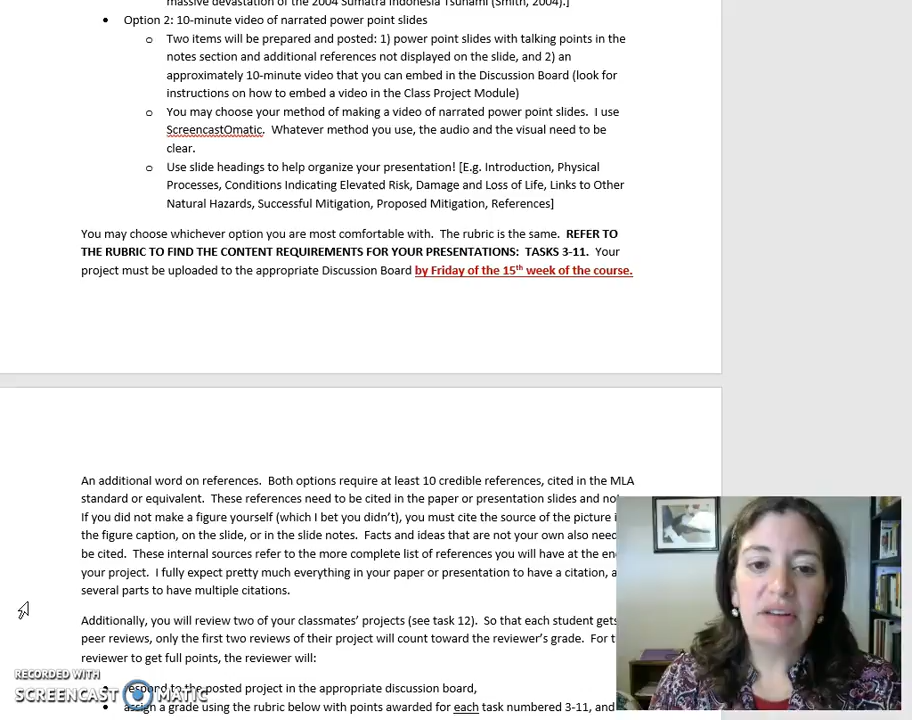 massive devastation of the 2004 Sumatra Indonesia Tsunami (Smith, 2004).]
• Option 2: 10-minute video of narrated power point slides
o Two items will be prepared and posted: 1) power point slides with talking points in the
notes section and additional references not displayed on the slide, and 2) an
approximately 10-minute video that you can embed in the Discussion Board (look for
instructions on how to embed a video in the Class Project Module)
o You may choose your method of making a video of narrated power point slides. I use
ScreencastOmatic. Whatever method you use, the audio and the visual need to be
clear.
o Use slide headings to help organize your presentation! [E.g. Introduction, Physical
Processes, Conditions Indicating Elevated Risk, Damage and Loss of Life, Links to Other
Natural Hazards, Successful Mitigation, Proposed Mitigation, References]
You may choose whichever option you are most comfortable with. The rubric is the same. REFER TO
THE RUBRIC TO FIND THE CONTENT REQUIREMENTS FOR YOUR PRESENTATIONS: TASKS 3-11. Your
project must be uploaded to the appropriate Discussion Board by Friday of the 15th week of the course.
An additional word on references. Both options require at least 10 credible references, cited in the MLA
standard or equivalent. These references need to be cited in the paper or presentation slides and
If you did not make a figure yourself (which I bet you didn't), you must cite the source of the picture
the figure caption, on the slide, or in the slide notes. Facts and ideas that are not your own also need
be cited. These internal sources refer to the more complete list of references you will have at the
your project. I fully expect pretty much everything in your paper or presentation to have a citation,
several parts to have multiple citations.
Additionally, you will review two of your classmates' projects (see task 12). So that each student gets
peer reviews, only the first two reviews of their project will count toward the reviewer's grade. For
reviewer to get full points, the reviewer will:
RECORDED WITH
SCREENCAST MATIC
• respond to the posted project in the appropriate discussion board,
• assign a grade using the rubric below with points awarded for each task numbered 3-11, and